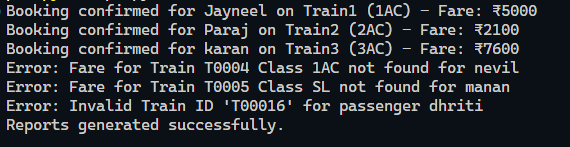 Booking confirmed for Jayneel on Train1 (1AC) – Fare: ₹5000
Booking confirmed for Paraj on Train2 (2AC) – Fare: ₹2100
Booking confirmed for karan on Train3 (3AC) – Fare: ₹7600
Error: Fare for Train T0004 Class 1AC not found for nevil
Error: Fare for Train T0005 Class SL not found for manan
Error: Invalid Train ID 'T00016' for passenger dhriti
Reports generated successfully.